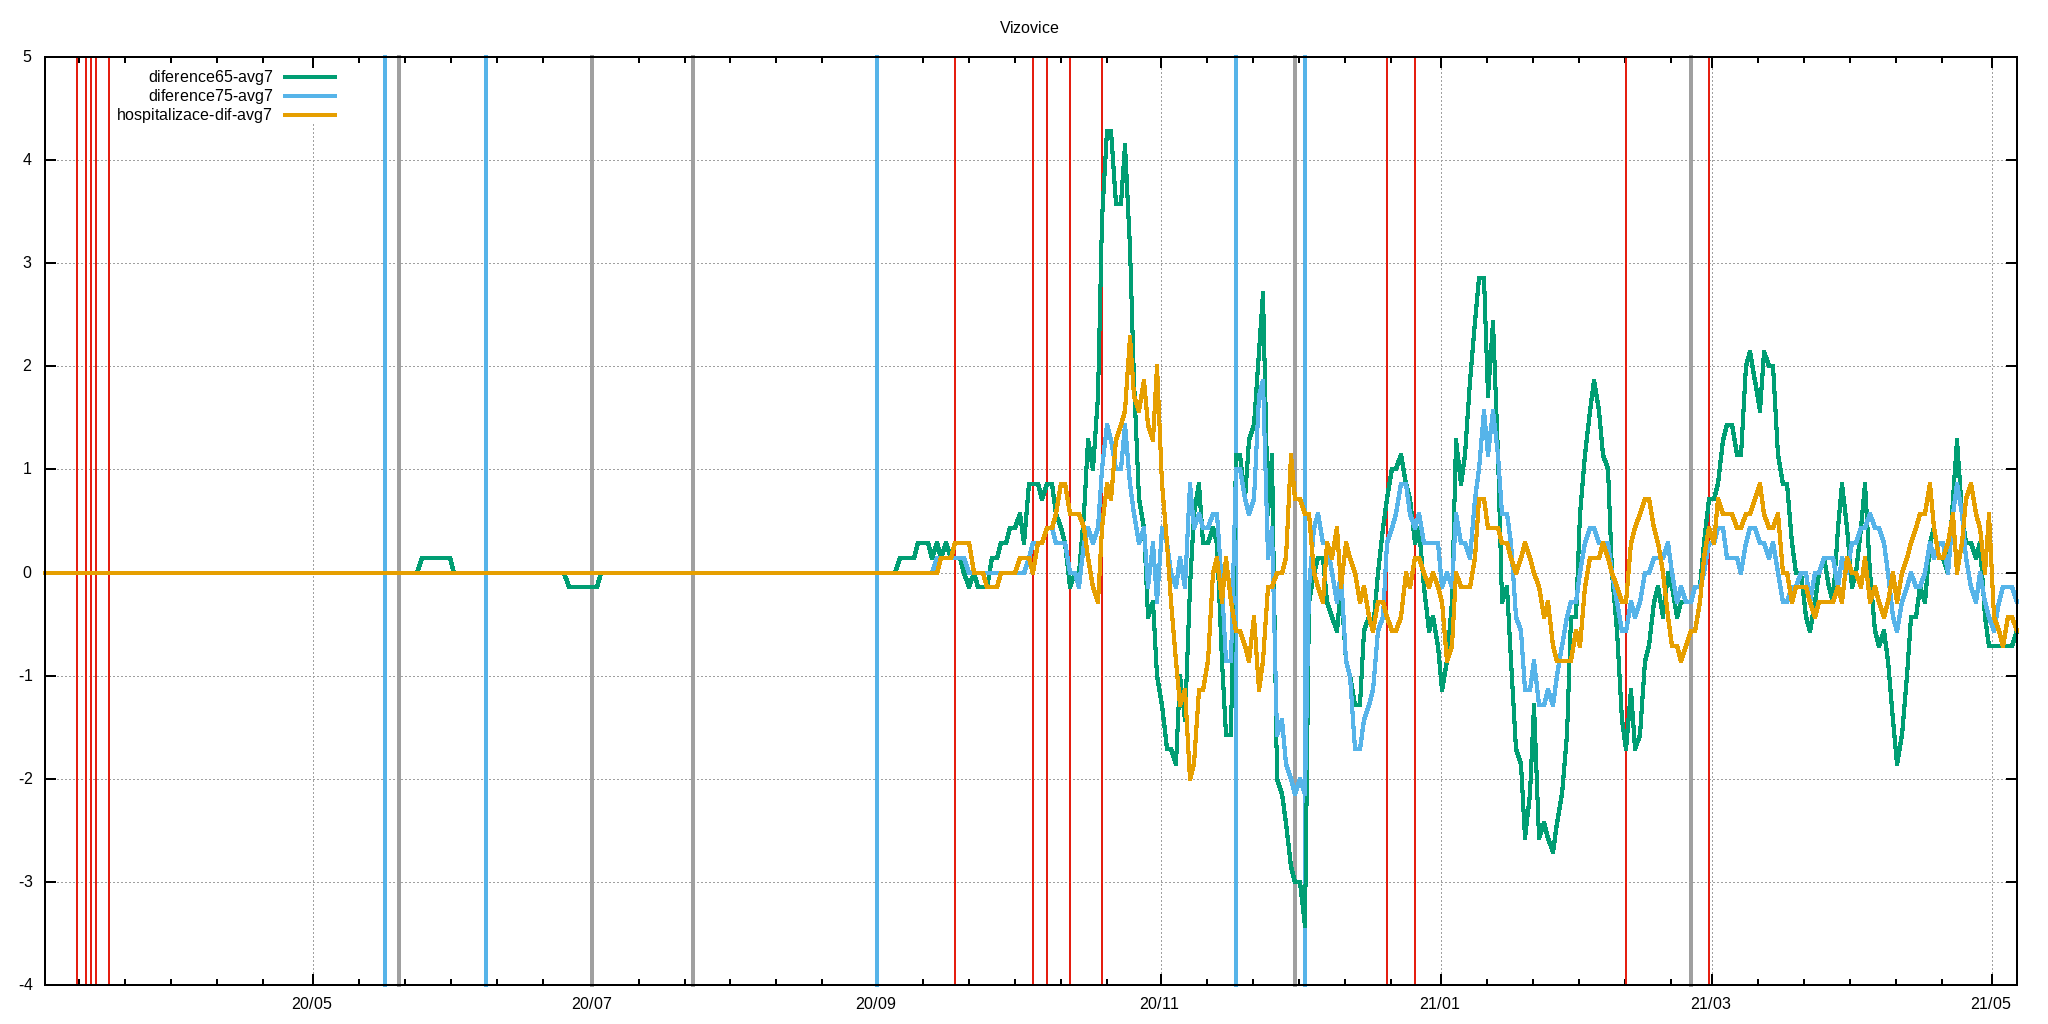 Vizovice
5
diference65-avg7
diference75-avg7
hospitalizace-dif-avg7
4
3
2
1
0
-1
-2
-3
-4
20/05 20/07 20/09 20/11 21/01 21/03 21/05